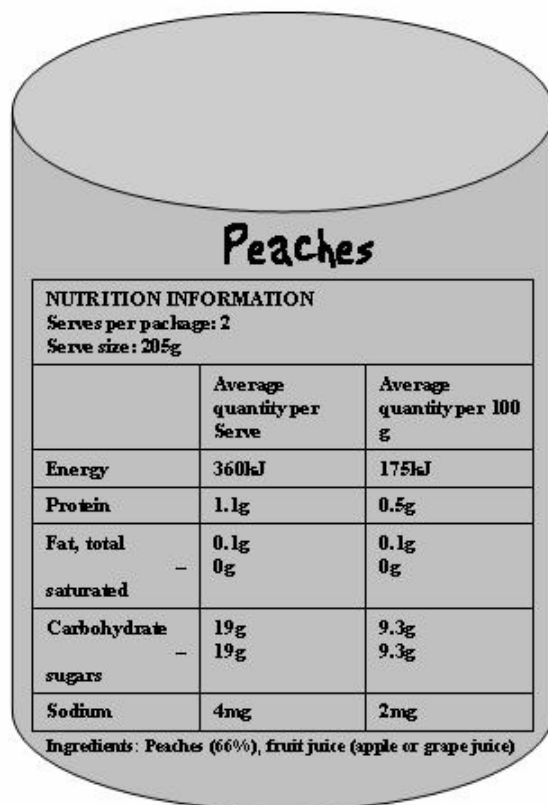 Peaches
NUTRITION INFORMATION
Serves per package: 2
Serve size: 205g
Average Average
quantity per quantity per 100
Serve g
Energy 360kJ 175kJ
Protein 1.1g 0.5g
Fat, total 0.1g 0.1g
– 0g 0g
saturated
Carbohydrate 19g 9.3g
– 19g 9.3g
sugars
Sodium 4mg 2mg
Ingredients: Peaches (66%), fruit juice (apple or grape juice)